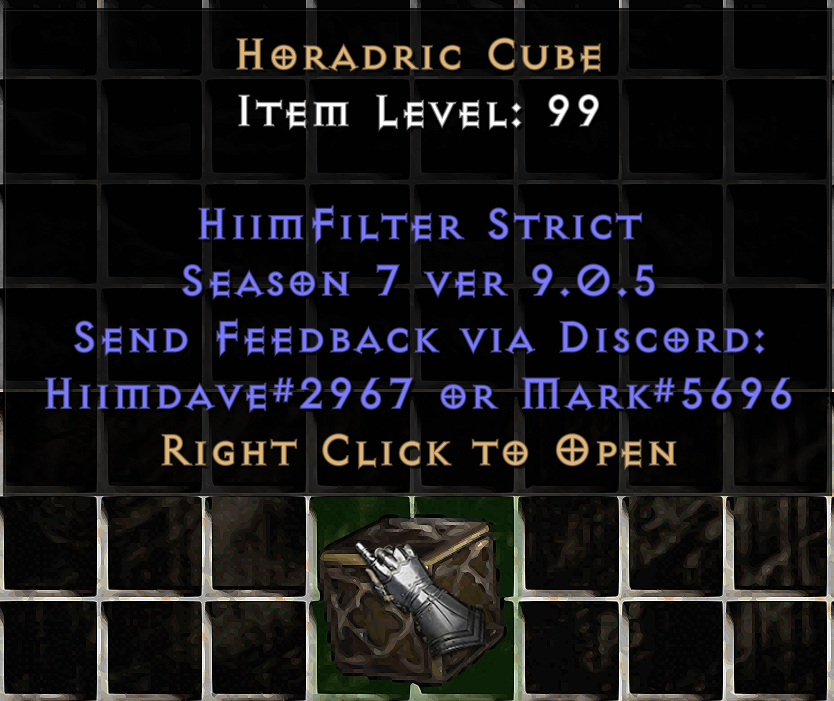 Horadric Cube
Item Level: 99
HiimFilter Strict
Season 7 ver 9.0.5
Send Feedback via Discord:
Hiimdave#2967 or Mark#5696
Right Click to Open